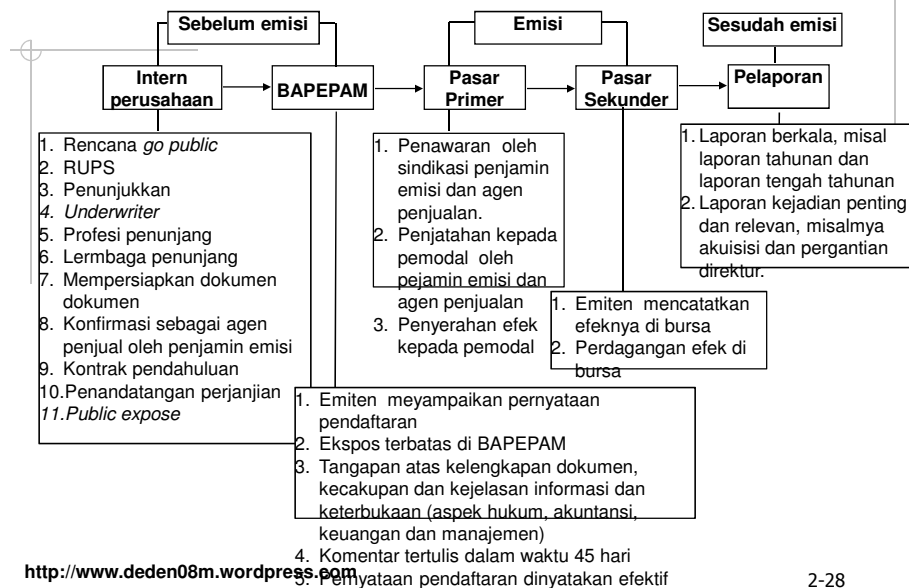 Sebelum emisi
Emisi
Sesudah emisi
Intern
perusahaan
BAPEPAM
Pasar
Primer
Pasar
Sekunder
Pelaporan
1. Rencana go public
2. RUPS
3. Penunjukkan
4. Underwriter
5. Profesi penunjang
6. Lermbaga penunjang
7. Mempersiapkan dokumen
dokumen
8. Konfirmasi sebagai agen
penjual oleh penjamin emisi
9. Kontrak pendahuluan
10.Penandatangan perjanjian
11.Public expose
1. Penawaran oleh
sindikasi penjamin
emisi dan agen
penjualan.
2. Penjatahan kepada
pemodal oleh
pejamin emisi dan
agen penjualan
3. Penyerahan efek
kepada pemodal
1. Laporan berkala, misal
laporan tahunan dan
laporan tengah tahunan
2. Laporan kejadian penting
dan relevan, misalmya
akuisisi dan pergantian
direktur.
1. Emiten mencatatkan
efeknya di bursa
2. Perdagangan efek di
bursa
1. Emiten meyampaikan pernyataan
pendaftaran
2. Ekspos terbatas di BAPEPAM
3. Tangapan atas kelengkapan dokumen,
kecakupan dan kejelasan informasi dan
keterbukaan (aspek hukum, akuntansi,
keuangan dan manajemen)
4. Komentar tertulis dalam waktu 45 hari
5. Pernyataan pendaftaran dinyatakan efektif
http://www.deden08m.wordpress.com
2-28